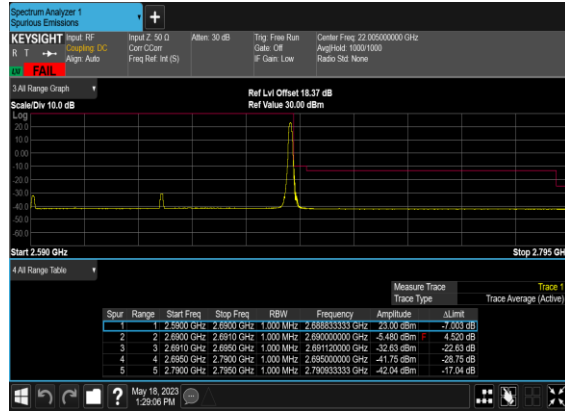 Spectrum Analyzer 1
Spurious Emissions
+
KEYSIGHT Input: RF Input Z: 50 Ω Atten: 30 dB Trig: Free Run Center Freq: 22.005000000 GHz
R T Coupling: DC Corr CCorr Gate: Off Avg|Hold: 1000/1000
Align: Auto Freq Ref: Int (S) IF Gain: Low Radio Std: None
FAIL
3 All Range Graph Ref Lvl Offset 18.37 dB
Scale/Div 10.0 dB Ref Value 30.00 dBm
Log
20.0
10.0
0.00
-10.0
-20.0
-30.0
-40.0
-50.0
-60.0
Start 2.590 GHz Stop 2.795 GH
4 All Range Table
Measure Trace Trace 1
Trace Type Trace Average (Active)
Spur Range Start Freq Stop Freq RBW Frequency Amplitude ΔLimit
1 1 2.5900 GHz 2.6900 GHz 1.000 MHz 2.688833333 GHz 23.00 dBm -7.003 dB
2 2 2.6900 GHz 2.6910 GHz 1.000 MHz 2.690000000 GHz -5.480 dBm F 4.520 dB
3 3 2.6910 GHz 2.6950 GHz 1.000 MHz 2.691120000 GHz -32.63 dBm -22.63 dB
4 4 2.6950 GHz 2.7900 GHz 1.000 MHz 2.695000000 GHz -41.75 dBm -28.75 dB
5 5 2.7900 GHz 2.7950 GHz 1.000 MHz 2.790933333 GHz -42.04 dBm -17.04 dB
? May 18, 2023
1:29:06 PM